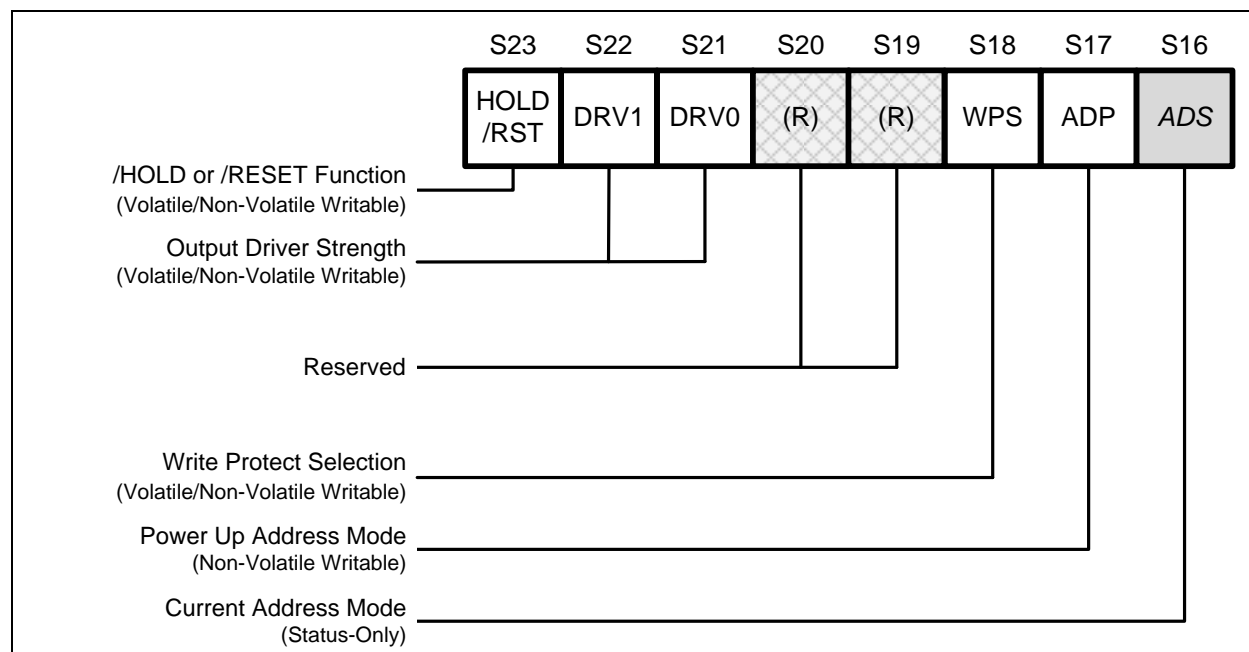 S23 S22 S21 S20 S19 S18 S17 S16
HOLD
/RST DRV1 DRV0 (R) (R) WPS ADP ADS
/HOLD or /RESET Function
(Volatile/Non-Volatile Writable)
Output Driver Strength
(Volatile/Non-Volatile Writable)
Reserved
Write Protect Selection
(Volatile/Non-Volatile Writable)
Power Up Address Mode
(Non-Volatile Writable)
Current Address Mode
(Status-Only)